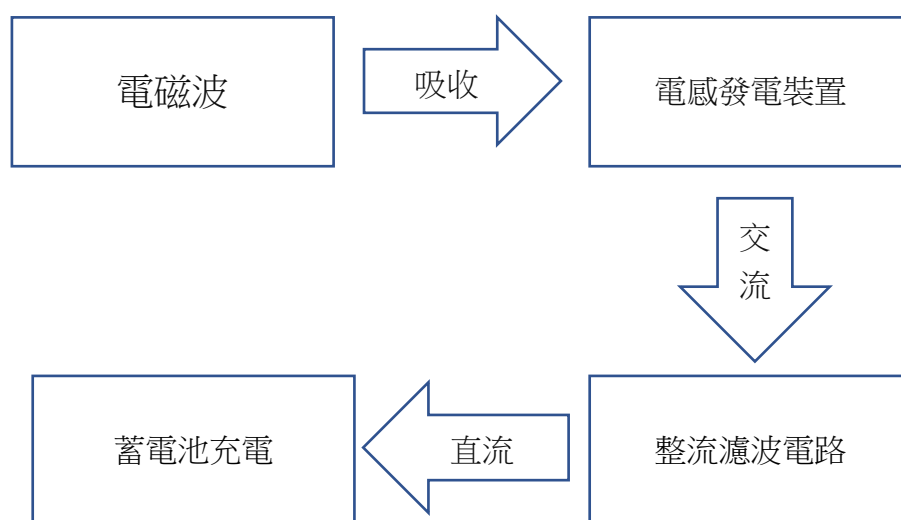 電磁波
吸收
電感發電裝置
交
流
整流濾波電路
直流
蓄電池充電